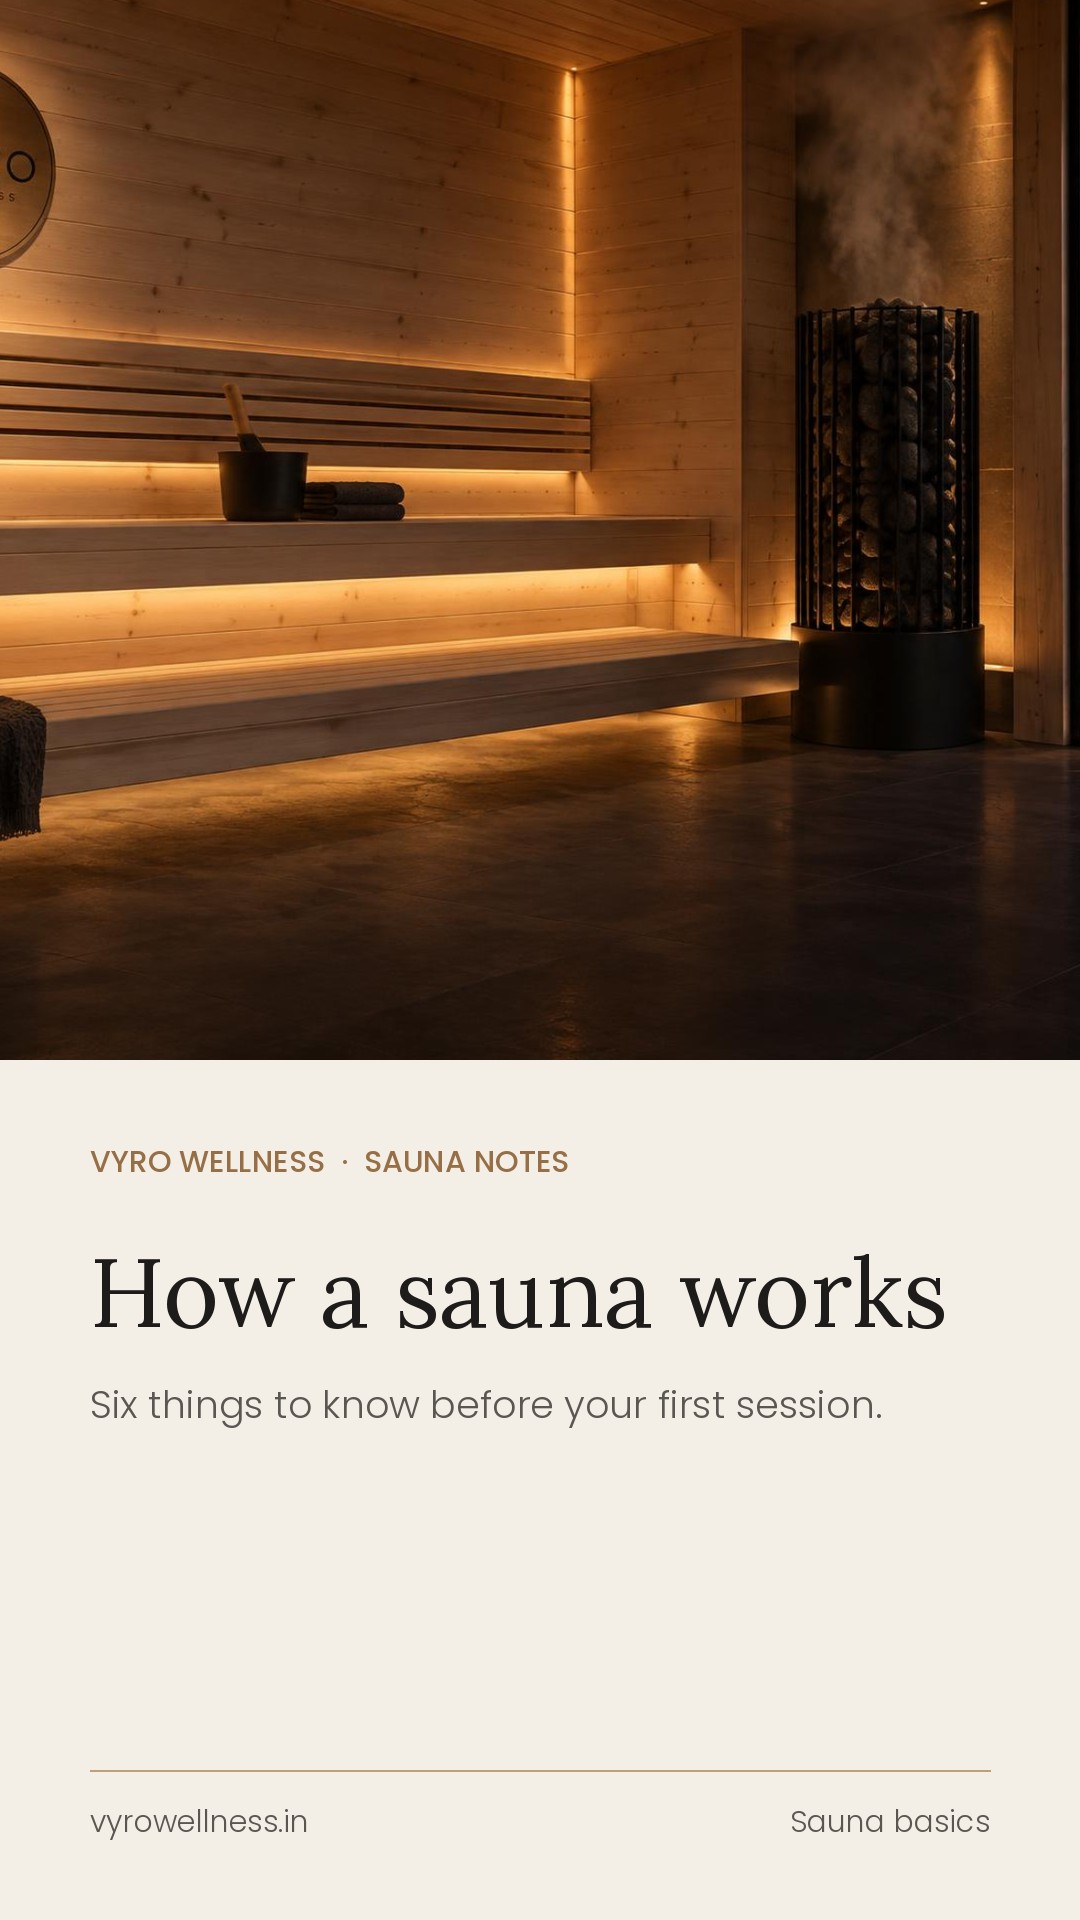 O
SS
VYRO WELLNESS · SAUNA NOTES
How a sauna works
Six things to know before your first session.
vyrowellness.in
Sauna basics